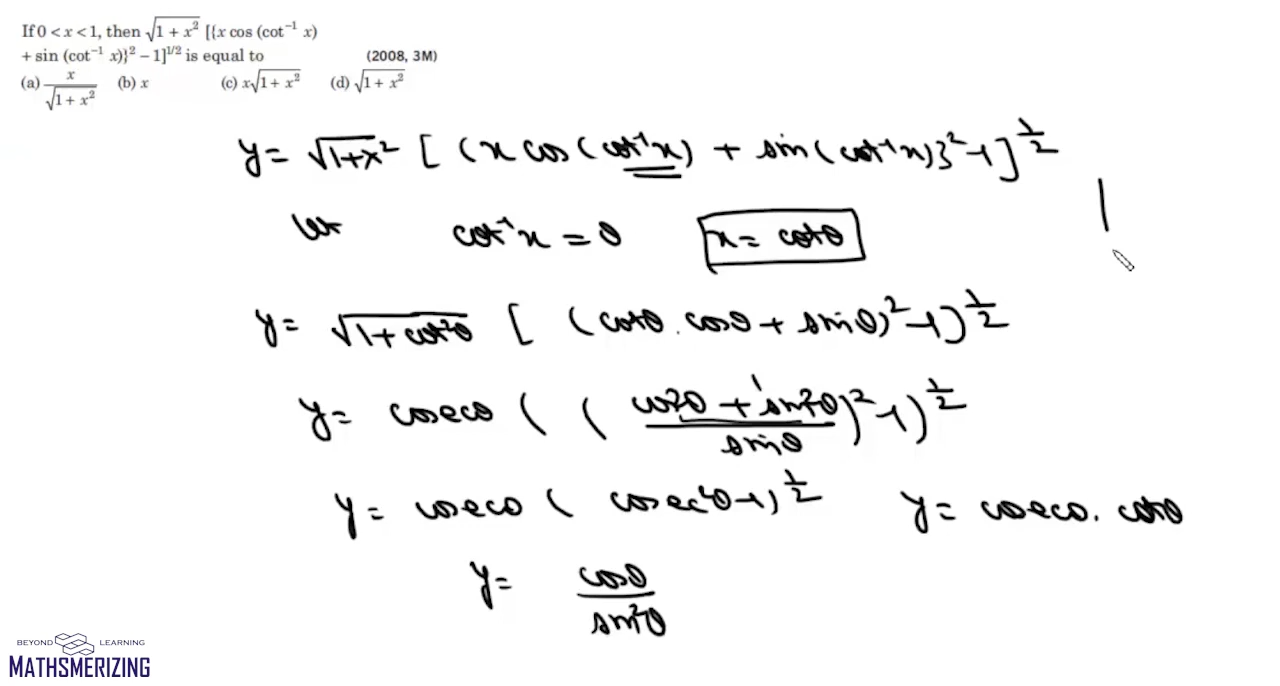 If 0 < x < 1, then √(1 + x²) [{x cos (cot⁻¹ x)
+ sin (cot⁻¹ x)}² − 1]^(1/2) is equal to (2008, 3M)
(a) x/√(1 + x²) (b) x (c) x√(1 + x²) (d) √(1 + x²)
y = √(1+x²) [ (x cos (cot⁻¹x) + sin (cot⁻¹x)}² −1 ]^(1/2)
let cot⁻¹x = θ x = cotθ
y = √(1+cot²θ) [ (cotθ . cosθ + sinθ)² −1 ]^(1/2)
y = cosecθ ( ( (cos²θ + sin²θ)/sinθ )² −1 )^(1/2)
y = cosecθ ( cosec²θ −1 )^(1/2) y = cosecθ . cotθ
y = cosθ/sin²θ
BEYOND LEARNING
MATHSMERIZING